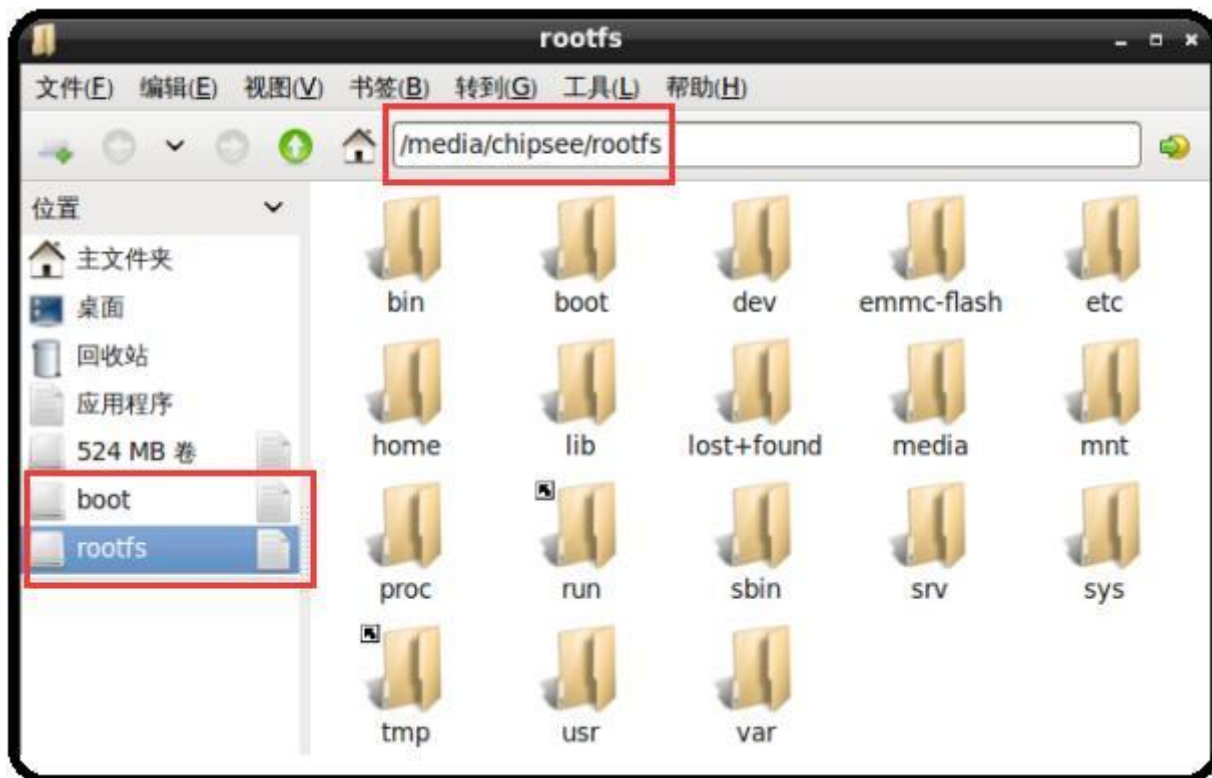 rootfs
文件(F) 编辑(E) 视图(V) 书签(B) 转到(G) 工具(L) 帮助(H)
/media/chipsee/rootfs
位置
主文件夹
桌面
回收站
应用程序
524 MB 卷
boot
rootfs
bin boot dev emmc-flash etc
home lib lost+found media mnt
proc run sbin srv sys
tmp usr var